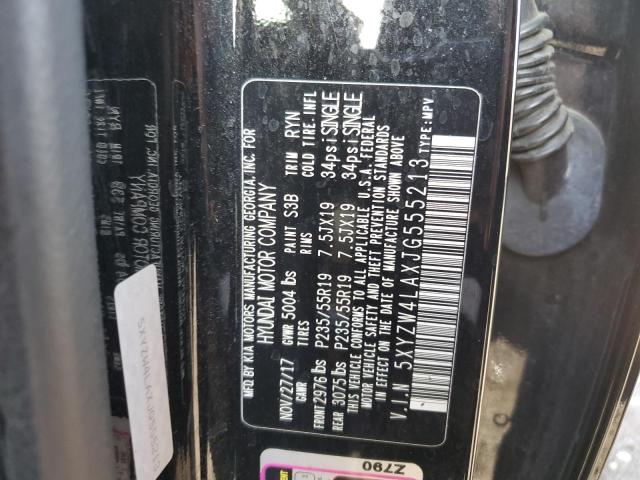 MFD BY KIA MOTORS MANUFACTURING GEORGIA, INC. FOR
HYUNDAI MOTOR COMPANY
NOV/27/17 GVWR 5004 lbs PAINT S3B TRIM RYN
GAWR TIRES RIMS COLD TIRE.INFL
FRONT 2976 lbs P235/55R19 7.5JX19 34psi SINGLE
REAR 3075 lbs P235/55R19 7.5JX19 34psi SINGLE
THIS VEHICLE CONFORMS TO ALL APPLICABLE U.S.A. FEDERAL
MOTOR VEHICLE SAFETY AND THEFT PREVENTION STANDARDS
IN EFFECT ON THE DATE OF MANUFACTURE SHOWN ABOVE
V.I.N 5XYZW4LAXJG555213 TYPE:MPV
Z790